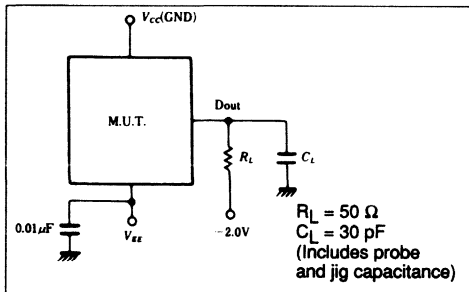 VCC(GND)
M.U.T.
Dout
RL
CL
0.01μF
VEE
−2.0V
RL = 50 Ω
CL = 30 pF
(Includes probe
and jig capacitance)